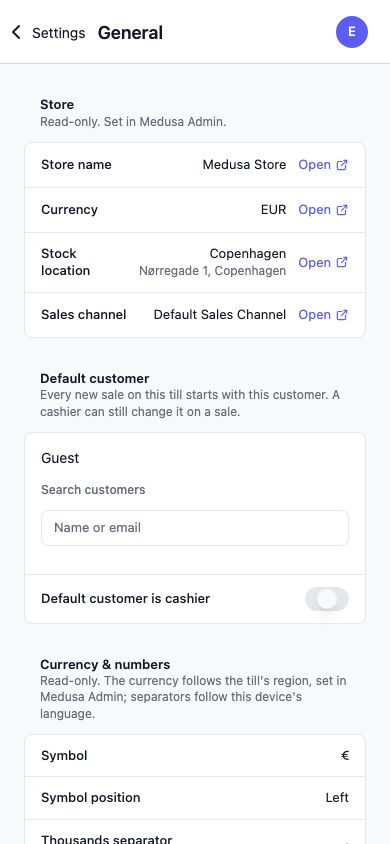 Settings General
E
Store
Read-only. Set in Medusa Admin.
Store name Medusa Store Open
Currency EUR Open
Stock location Copenhagen Open
Nørregade 1, Copenhagen
Sales channel Default Sales Channel Open
Default customer
Every new sale on this till starts with this customer. A
cashier can still change it on a sale.
Guest
Search customers
Name or email
Default customer is cashier
Currency & numbers
Read-only. The currency follows the till's region, set in
Medusa Admin; separators follow this device's
language.
Symbol €
Symbol position Left
Thousands separator